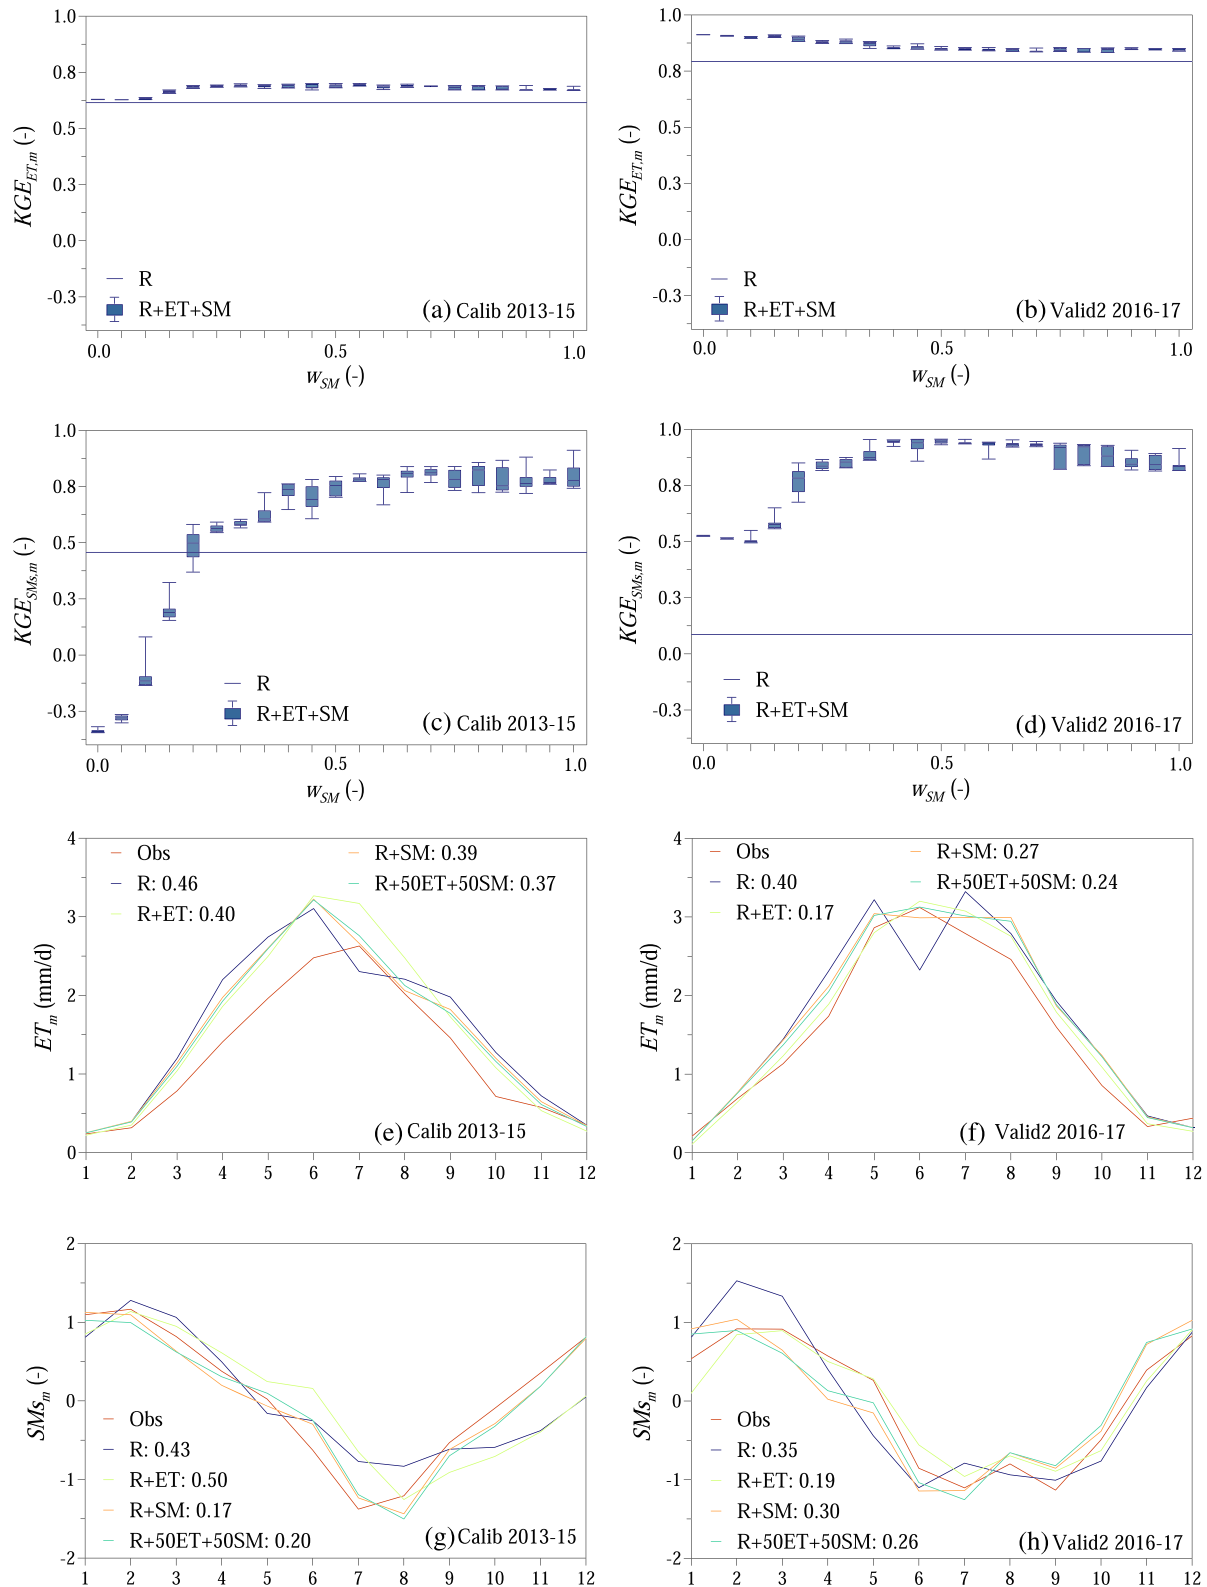 1.0
0.8
0.5
0.3
0.0
-0.3
KGE_ET,m (-)
R
R+ET+SM
(a) Calib 2013-15
0.0 0.5 1.0
w_SM (-)
1.0
0.8
0.5
0.3
0.0
-0.3
KGE_ET,m (-)
R
R+ET+SM
(b) Valid2 2016-17
0.0 0.5 1.0
w_SM (-)
1.0
0.8
0.5
0.3
0.0
-0.3
KGE_SMs,m (-)
R
R+ET+SM
(c) Calib 2013-15
0.0 0.5 1.0
w_SM (-)
1.0
0.8
0.5
0.3
0.0
-0.3
KGE_SMs,m (-)
R
R+ET+SM
(d) Valid2 2016-17
0.0 0.5 1.0
w_SM (-)
4
3
2
1
0
ET_m (mm/d)
Obs
R: 0.46
R+ET: 0.40
R+SM: 0.39
R+50ET+50SM: 0.37
(e) Calib 2013-15
1 2 3 4 5 6 7 8 9 10 11 12
4
3
2
1
0
ET_m (mm/d)
Obs
R: 0.40
R+ET: 0.17
R+SM: 0.27
R+50ET+50SM: 0.24
(f) Valid2 2016-17
1 2 3 4 5 6 7 8 9 10 11 12
2
1
0
-1
-2
SMs_m (-)
Obs
R: 0.43
R+ET: 0.50
R+SM: 0.17
R+50ET+50SM: 0.20
(g) Calib 2013-15
1 2 3 4 5 6 7 8 9 10 11 12
2
1
0
-1
-2
SMs_m (-)
Obs
R: 0.35
R+ET: 0.19
R+SM: 0.30
R+50ET+50SM: 0.26
(h) Valid2 2016-17
1 2 3 4 5 6 7 8 9 10 11 12